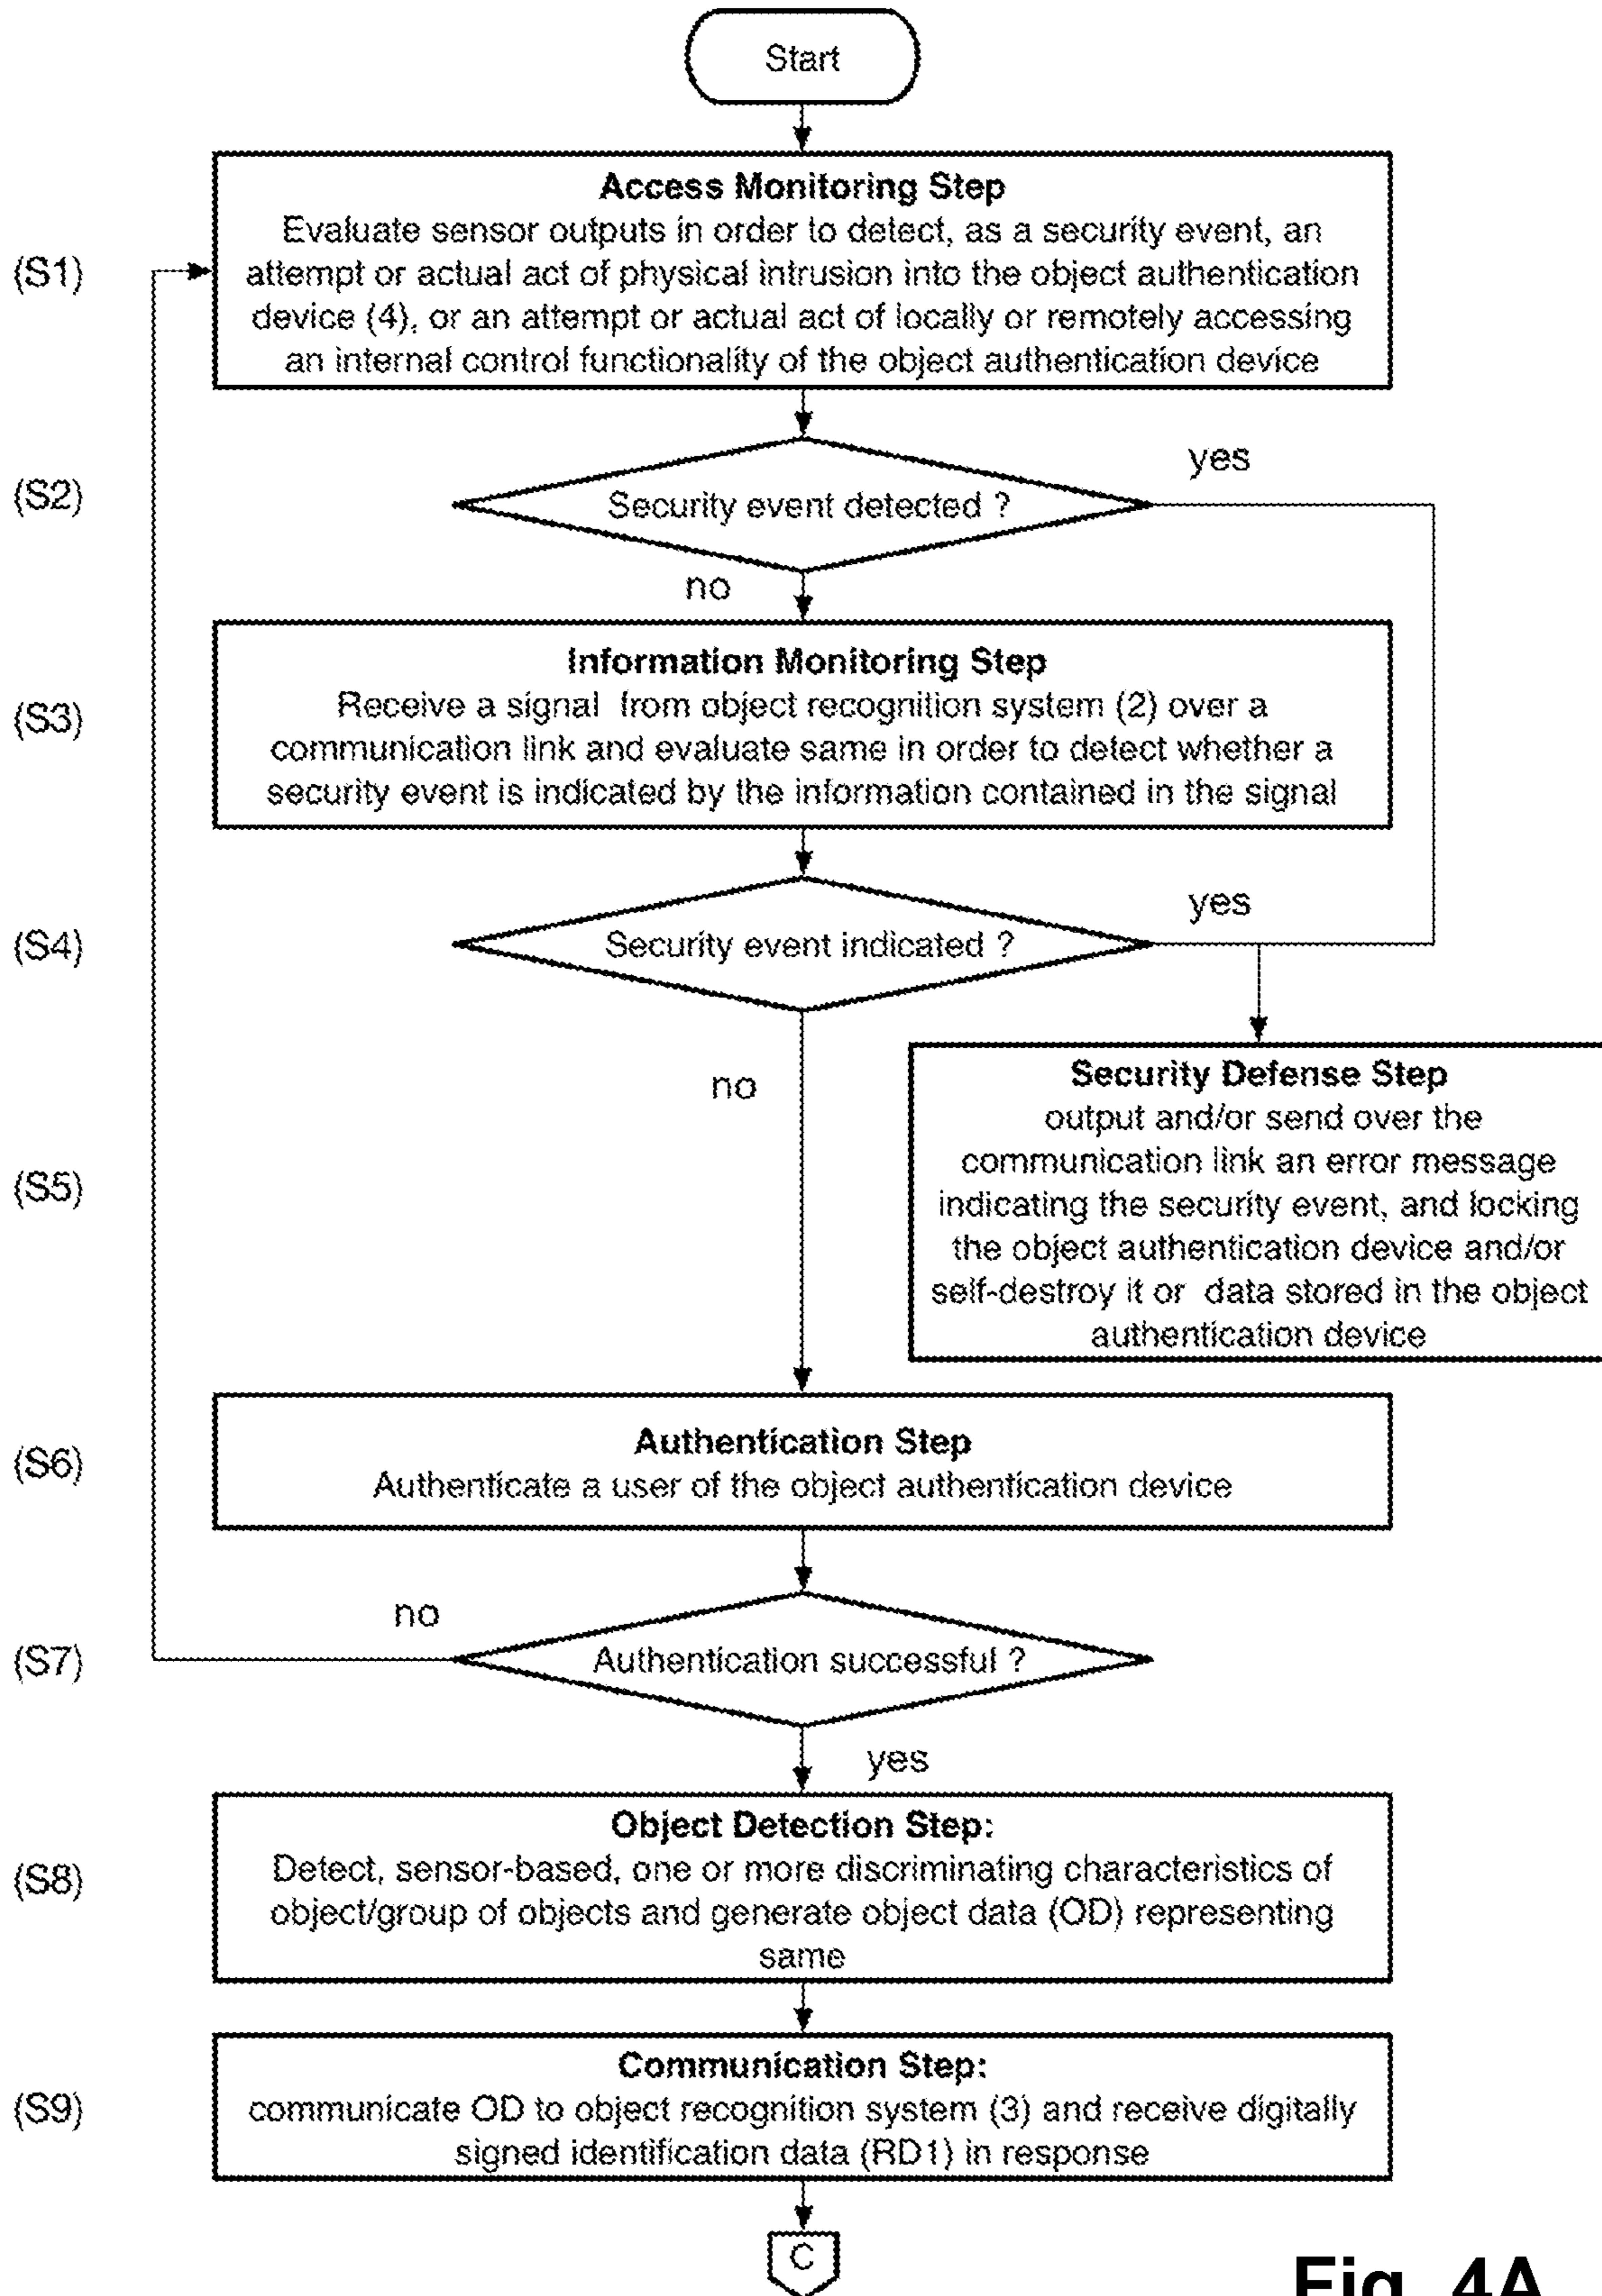 Start
Access Monitoring Step
Evaluate sensor outputs in order to detect, as a security event, an
(S1)
attempt or actual act of physical intrusion into the object authentication
device (4), or an attempt or actual act of locally or remotely accessing
an internal control functionality of the object authentication device
yes
(S2)
Security event detected ?
no
Information Monitoring Step
(S3)
Receive a signal from object recognition system (2) over a
communication link and evaluate same in order to detect whether a
security event is indicated by the information contained in the signal
yes
(S4)
Security event indicated ?
no
Security Defense Step
output and/or send over the
communication link an error message
(S5)
indicating the security event, and locking
the object authentication device and/or
self-destroy it or data stored in the object
authentication device
Authentication Step
(S6)
Authenticate a user of the object authentication device
no
(S7)
Authentication successful ?
yes
Object Detection Step:
(S8)
Detect, sensor-based, one or more discriminating characteristics of
object/group of objects and generate object data (OD) representing
same
Communication Step:
(S9)
communicate OD to object recognition system (3) and receive digitally
signed identification data (RD1) in response
C
Fig. 4A